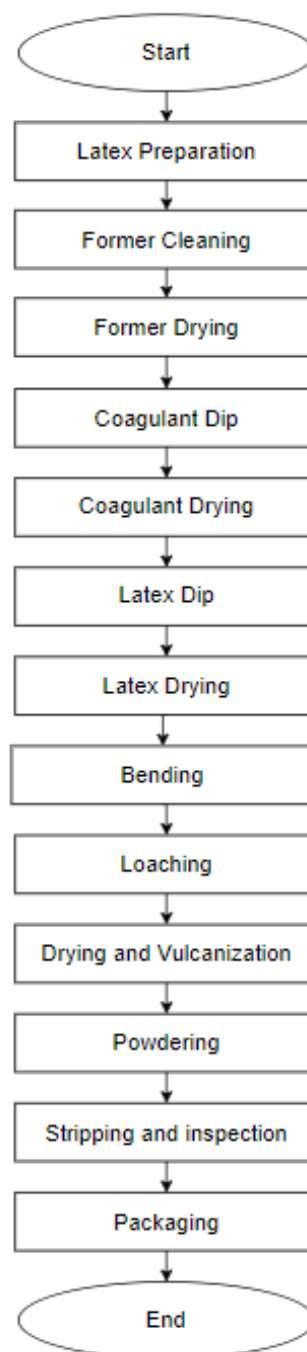 Start
Latex Preparation
Former Cleaning
Former Drying
Coagulant Dip
Coagulant Drying
Latex Dip
Latex Drying
Bending
Loaching
Drying and Vulcanization
Powdering
Stripping and inspection
Packaging
End